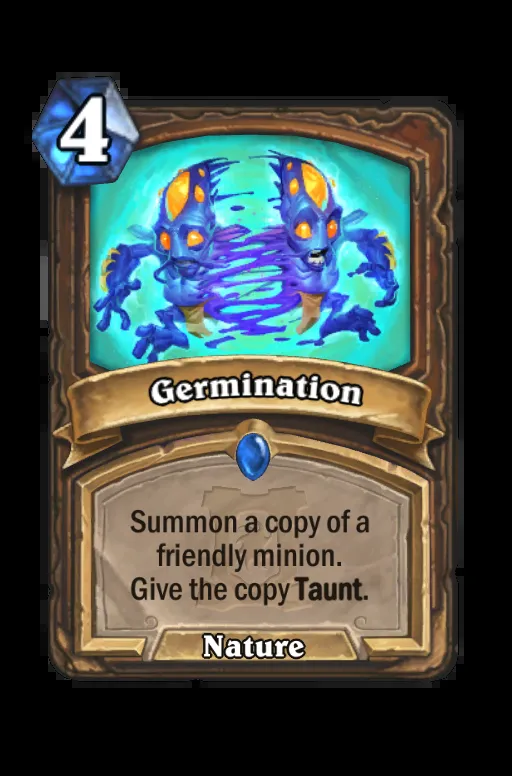 4
Germination
Summon a copy of a
friendly minion.
Give the copy Taunt.
Nature